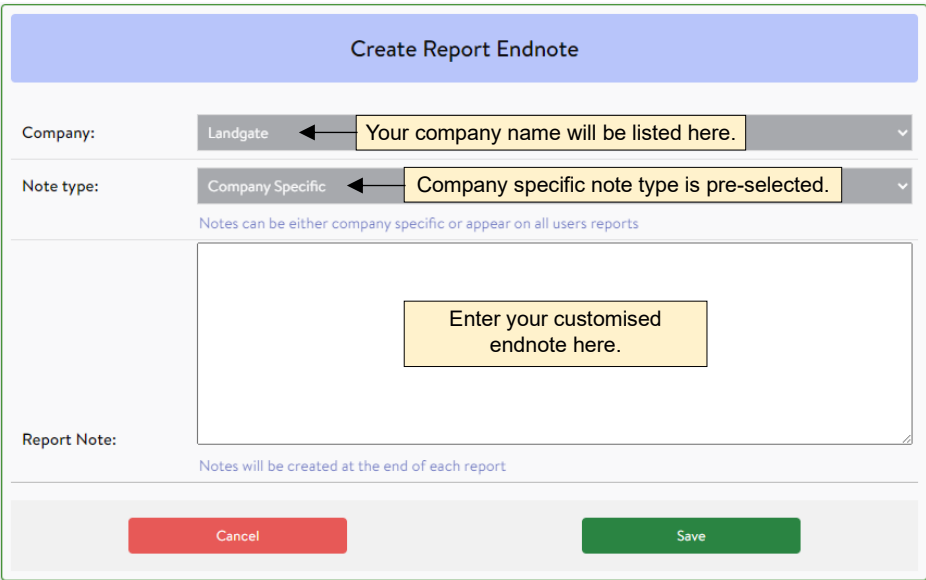 Create Report Endnote
Company:
Landgate
Your company name will be listed here.
Note type:
Company Specific
Company specific note type is pre-selected.
Notes can be either company specific or appear on all users reports
Enter your customised
endnote here.
Report Note:
Notes will be created at the end of each report
Cancel
Save